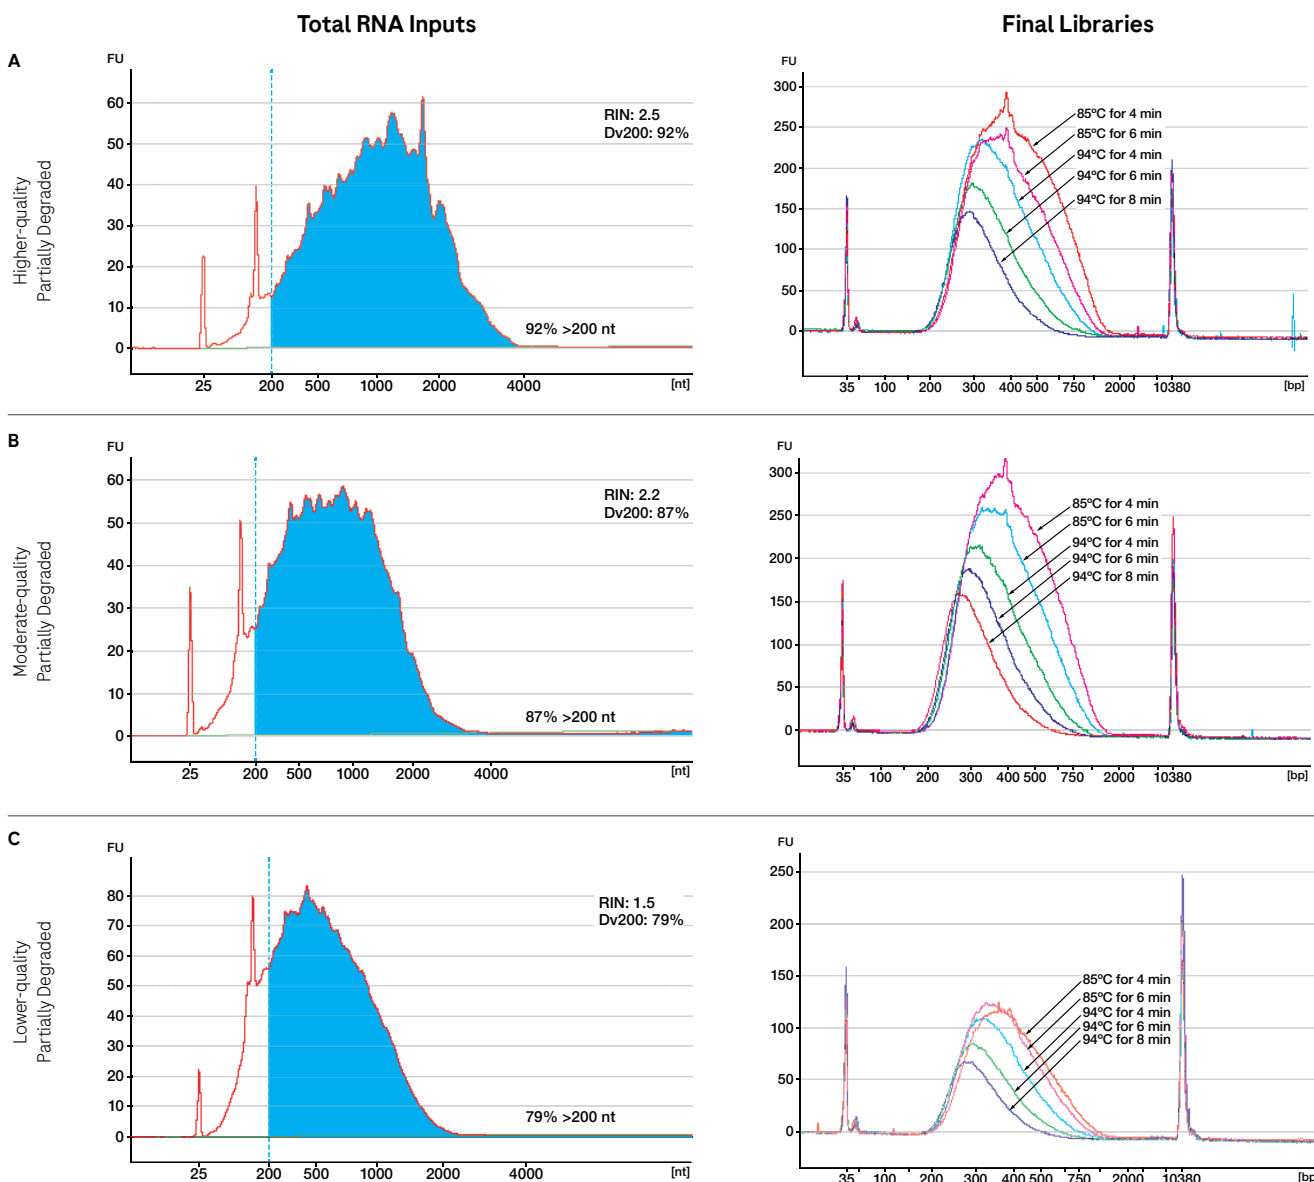 Total RNA Inputs
Final Libraries
A
Higher-quality
Partially Degraded
FU
60
50
40
30
20
10
0
RIN: 2.5
Dv200: 92%
92% >200 nt
25 200 500 1000 2000 4000 [nt]
FU
300
250
200
150
100
50
0
85ºC for 4 min
85ºC for 6 min
94ºC for 4 min
94ºC for 6 min
94ºC for 8 min
35 100 200 300 400 500 750 2000 10380 [bp]
B
Moderate-quality
Partially Degraded
FU
60
50
40
30
20
10
0
RIN: 2.2
Dv200: 87%
87% >200 nt
25 200 500 1000 2000 4000 [nt]
FU
300
250
200
150
100
50
0
85ºC for 4 min
85ºC for 6 min
94ºC for 4 min
94ºC for 6 min
94ºC for 8 min
35 100 200 300 400 500 750 2000 10380 [bp]
C
Lower-quality
Partially Degraded
FU
80
70
60
50
40
30
20
10
0
RIN: 1.5
Dv200: 79%
79% >200 nt
25 200 500 1000 2000 4000 [nt]
FU
250
200
150
100
50
0
85ºC for 4 min
85ºC for 6 min
94ºC for 4 min
94ºC for 6 min
94ºC for 8 min
35 100 200 300 400 500 750 2000 10380 [bp